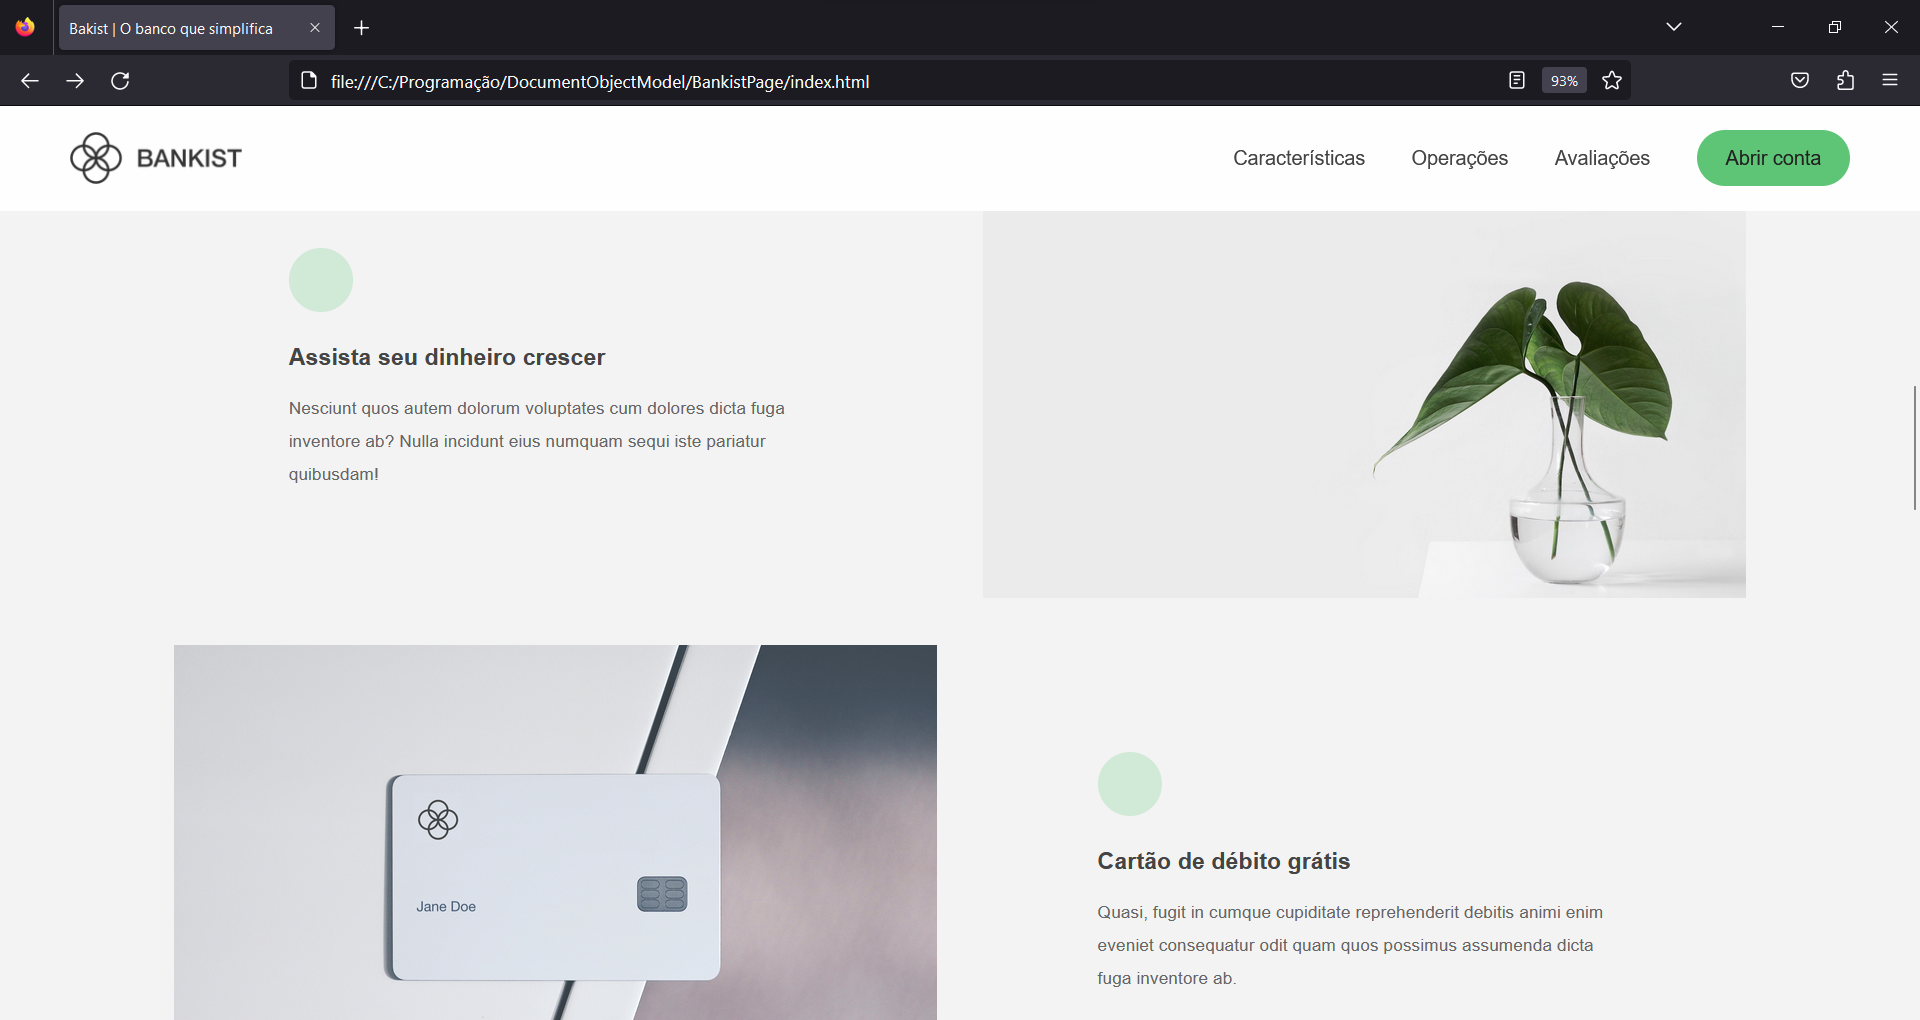 Bakist | O banco que simplifica
file:///C:/Programação/DocumentObjectModel/BankistPage/index.html
93%
BANKIST
Características
Operações
Avaliações
Abrir conta
Assista seu dinheiro crescer
Nesciunt quos autem dolorum voluptates cum dolores dicta fuga
inventore ab? Nulla incidunt eius numquam sequi iste pariatur
quibusdam!
Jane Doe
Cartão de débito grátis
Quasi, fugit in cumque cupiditate reprehenderit debitis animi enim
eveniet consequatur odit quam quos possimus assumenda dicta
fuga inventore ab.